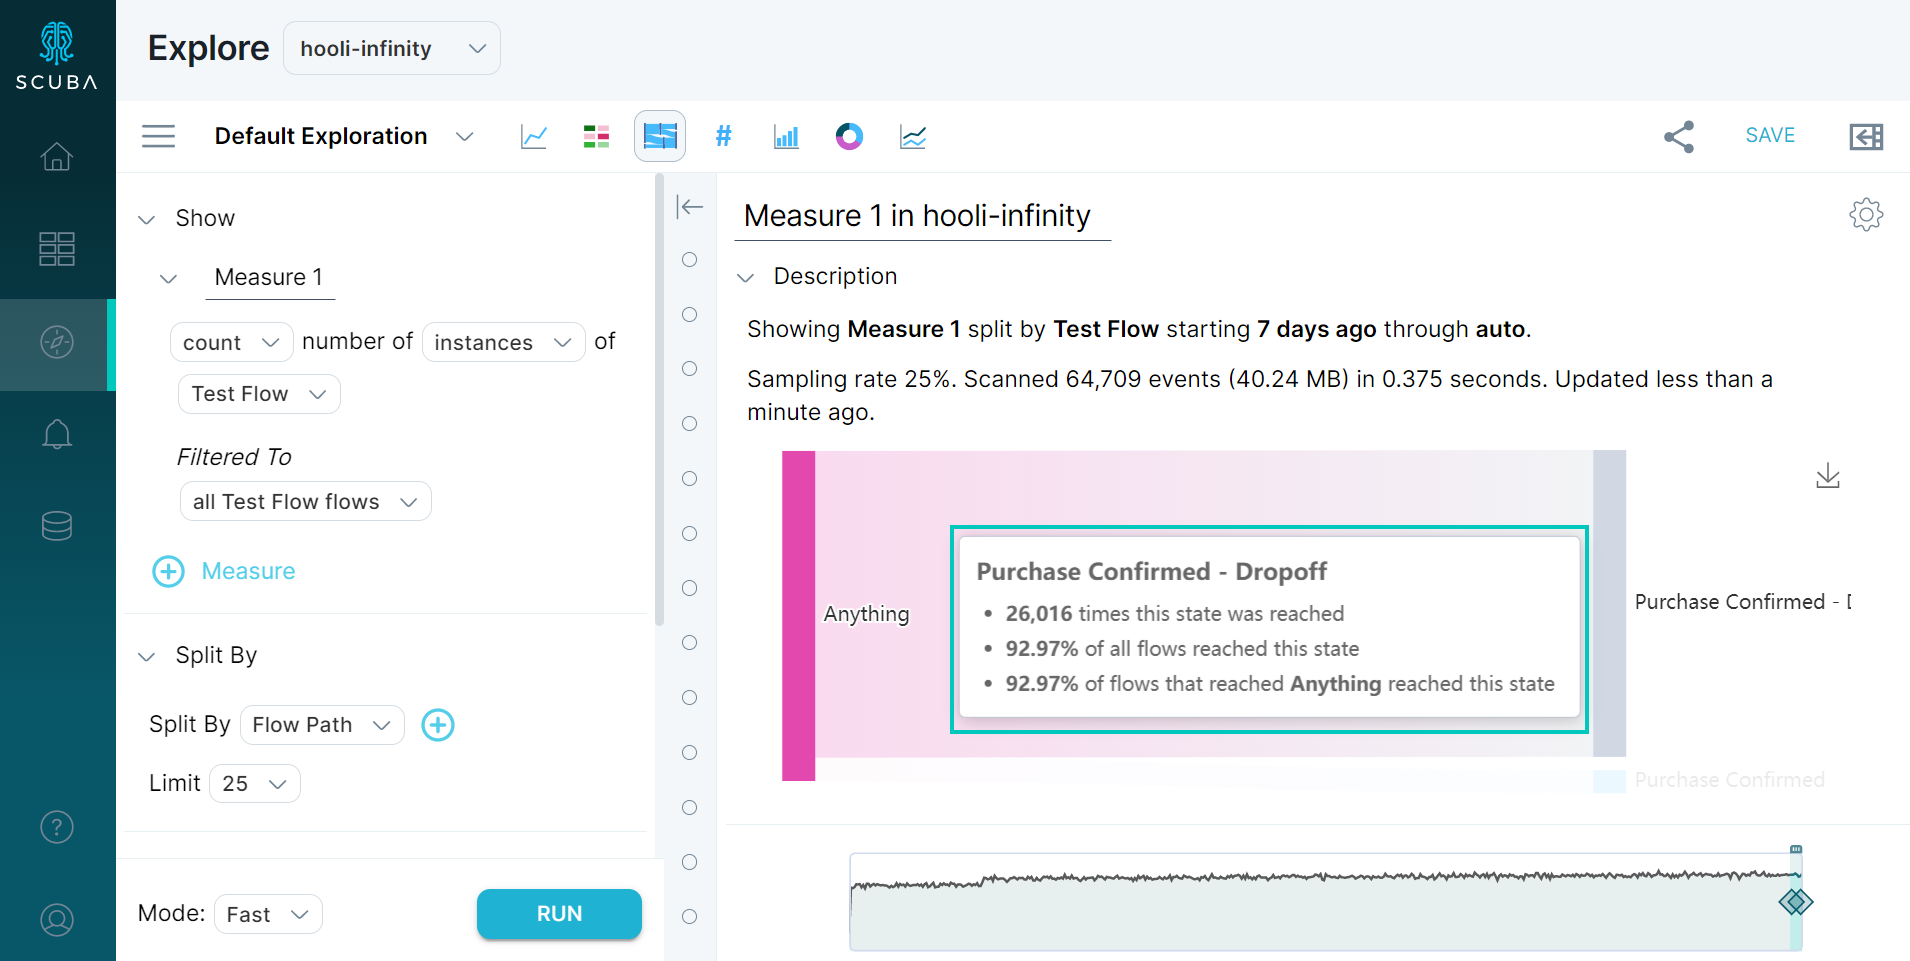 SCUBA
Explore
hooli-infinity
Default Exploration
#
SAVE
Show
Measure 1
count number of instances of
Test Flow
Filtered To
all Test Flow flows
Measure
Split By
Split By Flow Path
Limit 25
Mode: Fast
RUN
?
Measure 1 in hooli-infinity
Description
Showing Measure 1 split by Test Flow starting 7 days ago through auto.
Sampling rate 25%. Scanned 64,709 events (40.24 MB) in 0.375 seconds. Updated less than a
minute ago.
Anything
Purchase Confirmed - Dropoff
• 26,016 times this state was reached
• 92.97% of all flows reached this state
• 92.97% of flows that reached Anything reached this state
Purchase Confirmed -
Purchase Confirmed